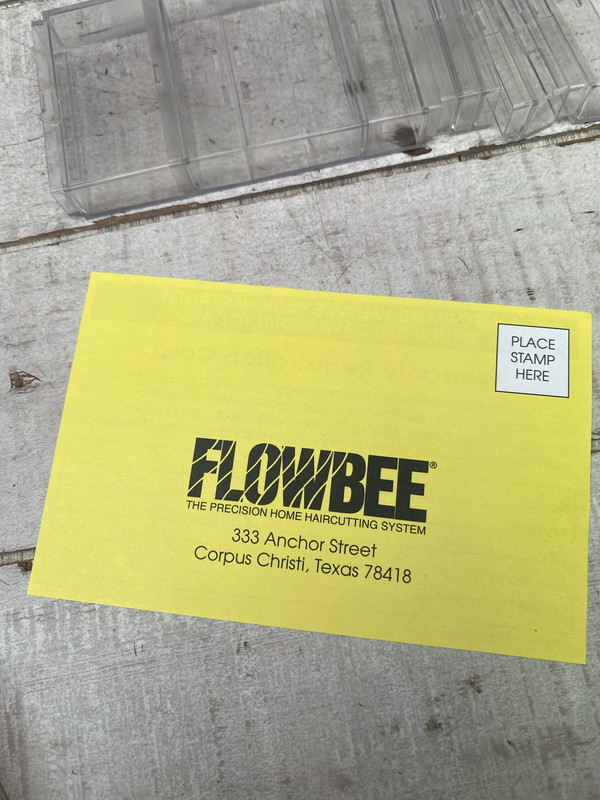 PLACE
STAMP
HERE
FLOWBEE®
THE PRECISION HOME HAIRCUTTING SYSTEM
333 Anchor Street
Corpus Christi, Texas 78418